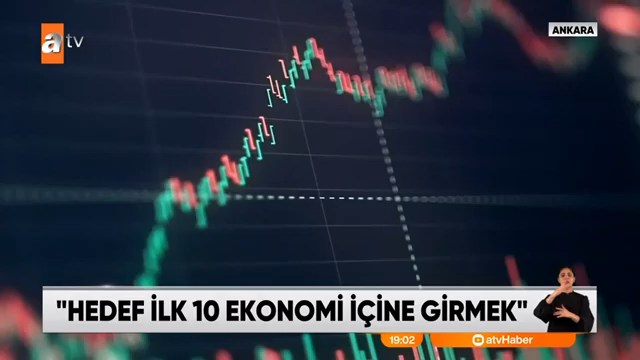 atv
ANKARA
"HEDEF İLK 10 EKONOMİ İÇİNE GİRMEK"
19:02
atvHaber